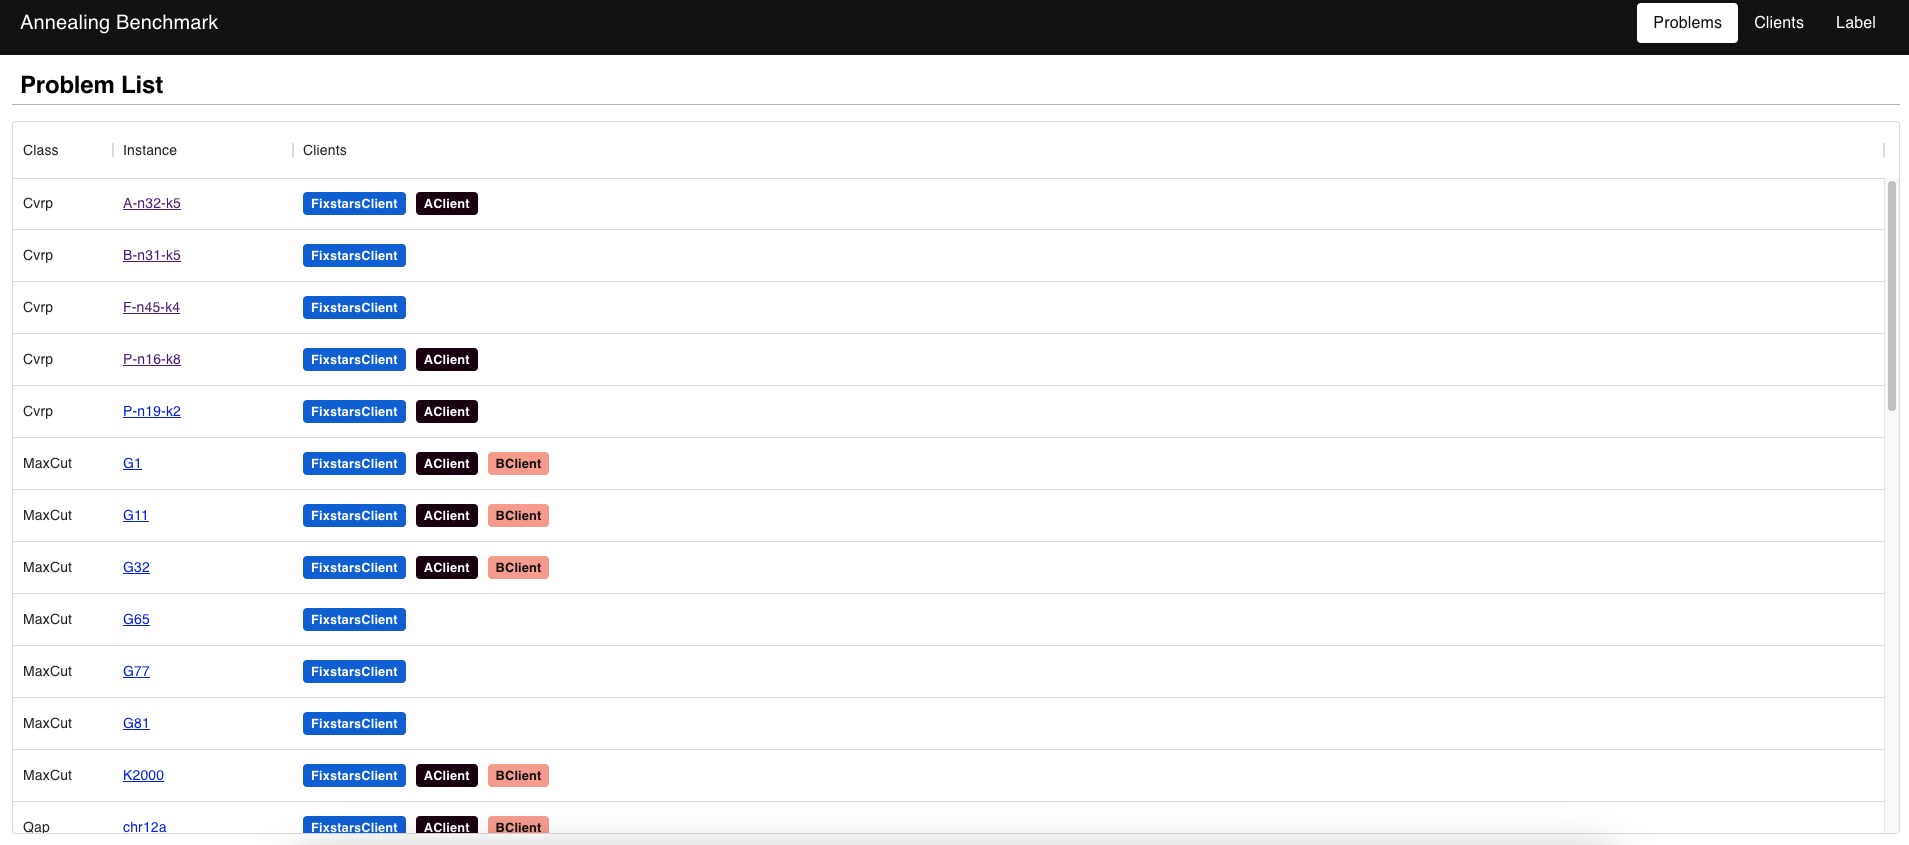 Annealing Benchmark Problems Clients Label
Problem List
Class Instance Clients
Cvrp A-n32-k5 FixstarsClient AClient
Cvrp B-n31-k5 FixstarsClient
Cvrp F-n45-k4 FixstarsClient
Cvrp P-n16-k8 FixstarsClient AClient
Cvrp P-n19-k2 FixstarsClient AClient
MaxCut G1 FixstarsClient AClient BClient
MaxCut G11 FixstarsClient AClient BClient
MaxCut G32 FixstarsClient AClient BClient
MaxCut G65 FixstarsClient
MaxCut G77 FixstarsClient
MaxCut G81 FixstarsClient
MaxCut K2000 FixstarsClient AClient BClient
Qap chr12a FixstarsClient AClient BClient